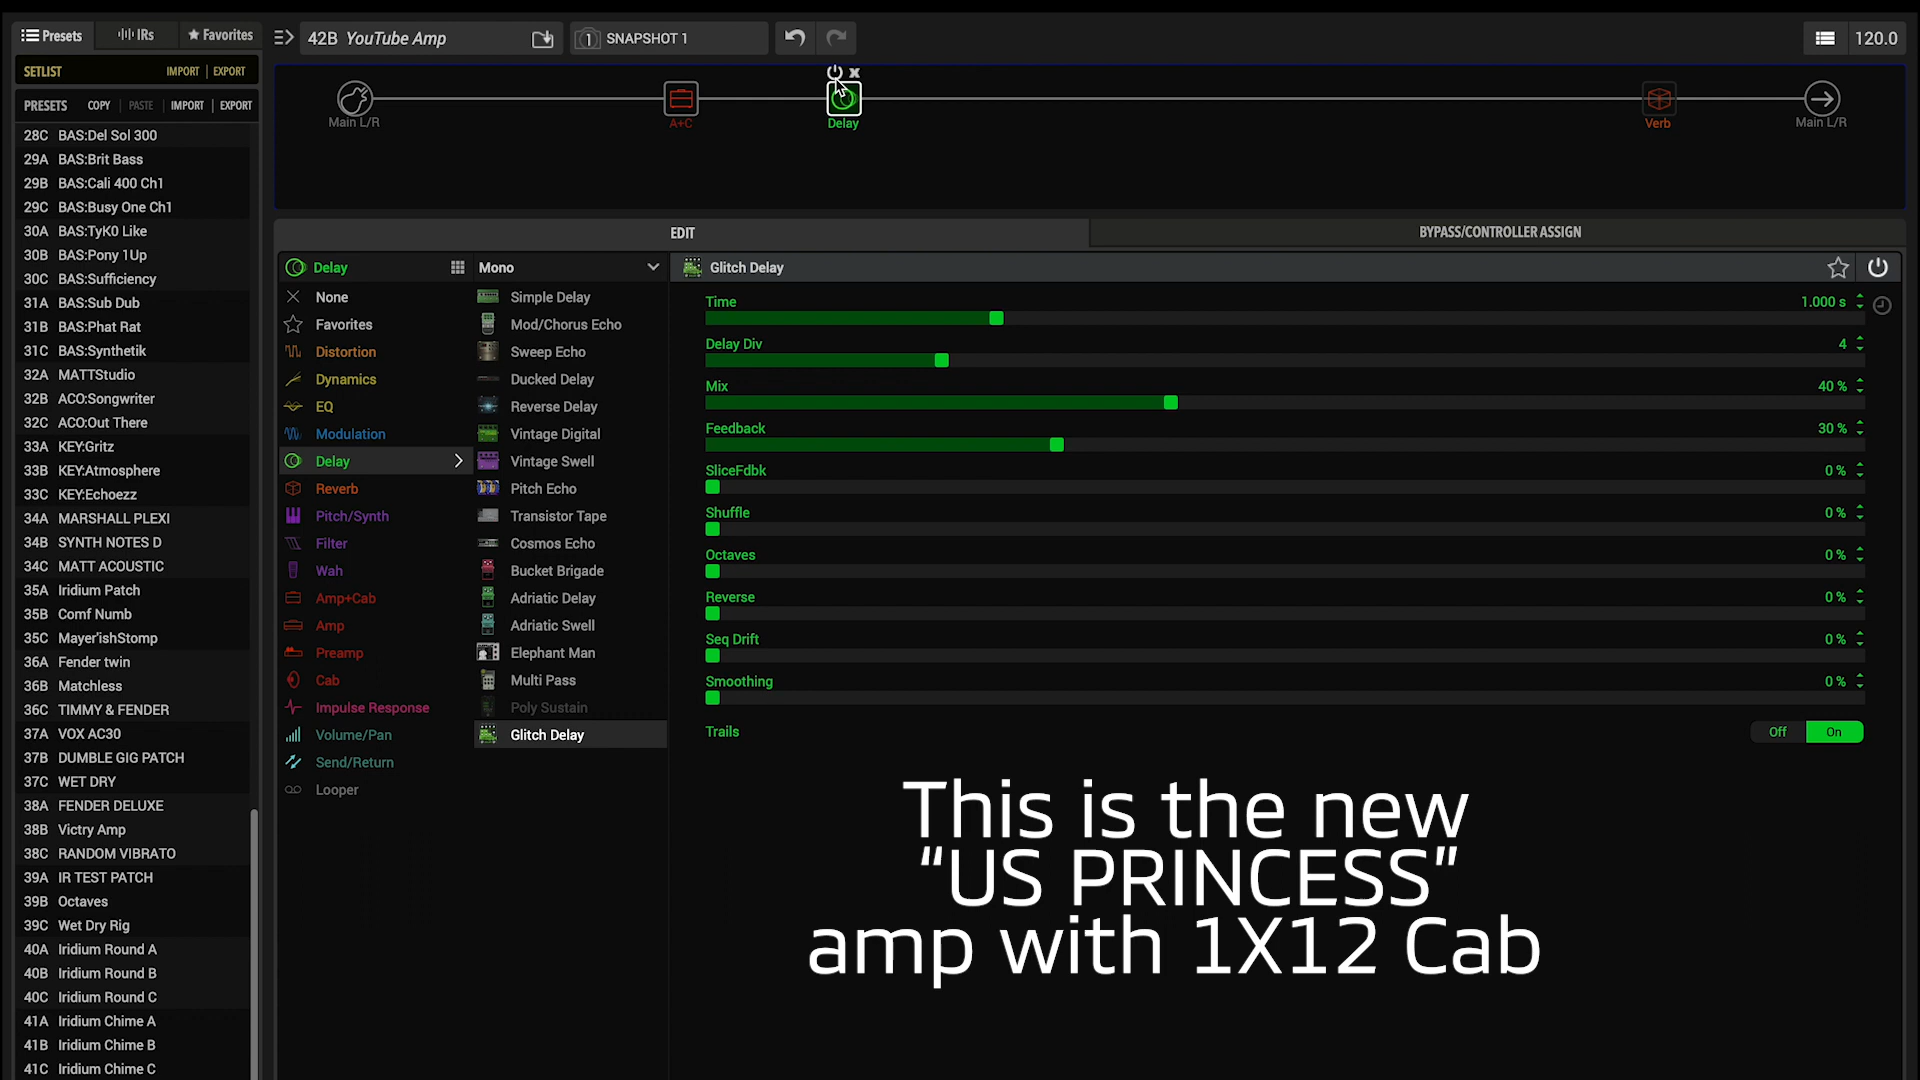 Presets
IRs
Favorites
42B YouTube Amp
1 SNAPSHOT 1
120.0
SETLIST IMPORT | EXPORT
PRESETS COPY | PASTE | IMPORT | EXPORT
28C BAS:Del Sol 300
29A BAS:Brit Bass
29B BAS:Cali 400 Ch1
29C BAS:Busy One Ch1
30A BAS:TyK0 Like
30B BAS:Pony 1Up
30C BAS:Sufficiency
31A BAS:Sub Dub
31B BAS:Phat Rat
31C BAS:Synthetik
32A MATTStudio
32B ACO:Songwriter
32C ACO:Out There
33A KEY:Gritz
33B KEY:Atmosphere
33C KEY:Echoezz
34A MARSHALL PLEXI
34B SYNTH NOTES D
34C MATT ACOUSTIC
35A Iridium Patch
35B Comf Numb
35C Mayer'ishStomp
36A Fender twin
36B Matchless
36C TIMMY & FENDER
37A VOX AC30
37B DUMBLE GIG PATCH
37C WET DRY
38A FENDER DELUXE
38B Victry Amp
38C RANDOM VIBRATO
39A IR TEST PATCH
39B Octaves
39C Wet Dry Rig
40A Iridium Round A
40B Iridium Round B
40C Iridium Round C
41A Iridium Chime A
41B Iridium Chime B
41C Iridium Chime C
Main L/R
A+C
Delay
Verb
Main L/R
EDIT
BYPASS/CONTROLLER ASSIGN
Delay
None
Favorites
Distortion
Dynamics
EQ
Modulation
Delay
Reverb
Pitch/Synth
Filter
Wah
Amp+Cab
Amp
Preamp
Cab
Impulse Response
Volume/Pan
Send/Return
Looper
Mono
Simple Delay
Mod/Chorus Echo
Sweep Echo
Ducked Delay
Reverse Delay
Vintage Digital
Vintage Swell
Pitch Echo
Transistor Tape
Cosmos Echo
Bucket Brigade
Adriatic Delay
Adriatic Swell
Elephant Man
Multi Pass
Poly Sustain
Glitch Delay
Glitch Delay
Time 1.000 s
Delay Div 4
Mix 40 %
Feedback 30 %
SliceFdbk 0 %
Shuffle 0 %
Octaves 0 %
Reverse 0 %
Seq Drift 0 %
Smoothing 0 %
Trails Off On
This is the new
“US PRINCESS”
amp with 1X12 Cab